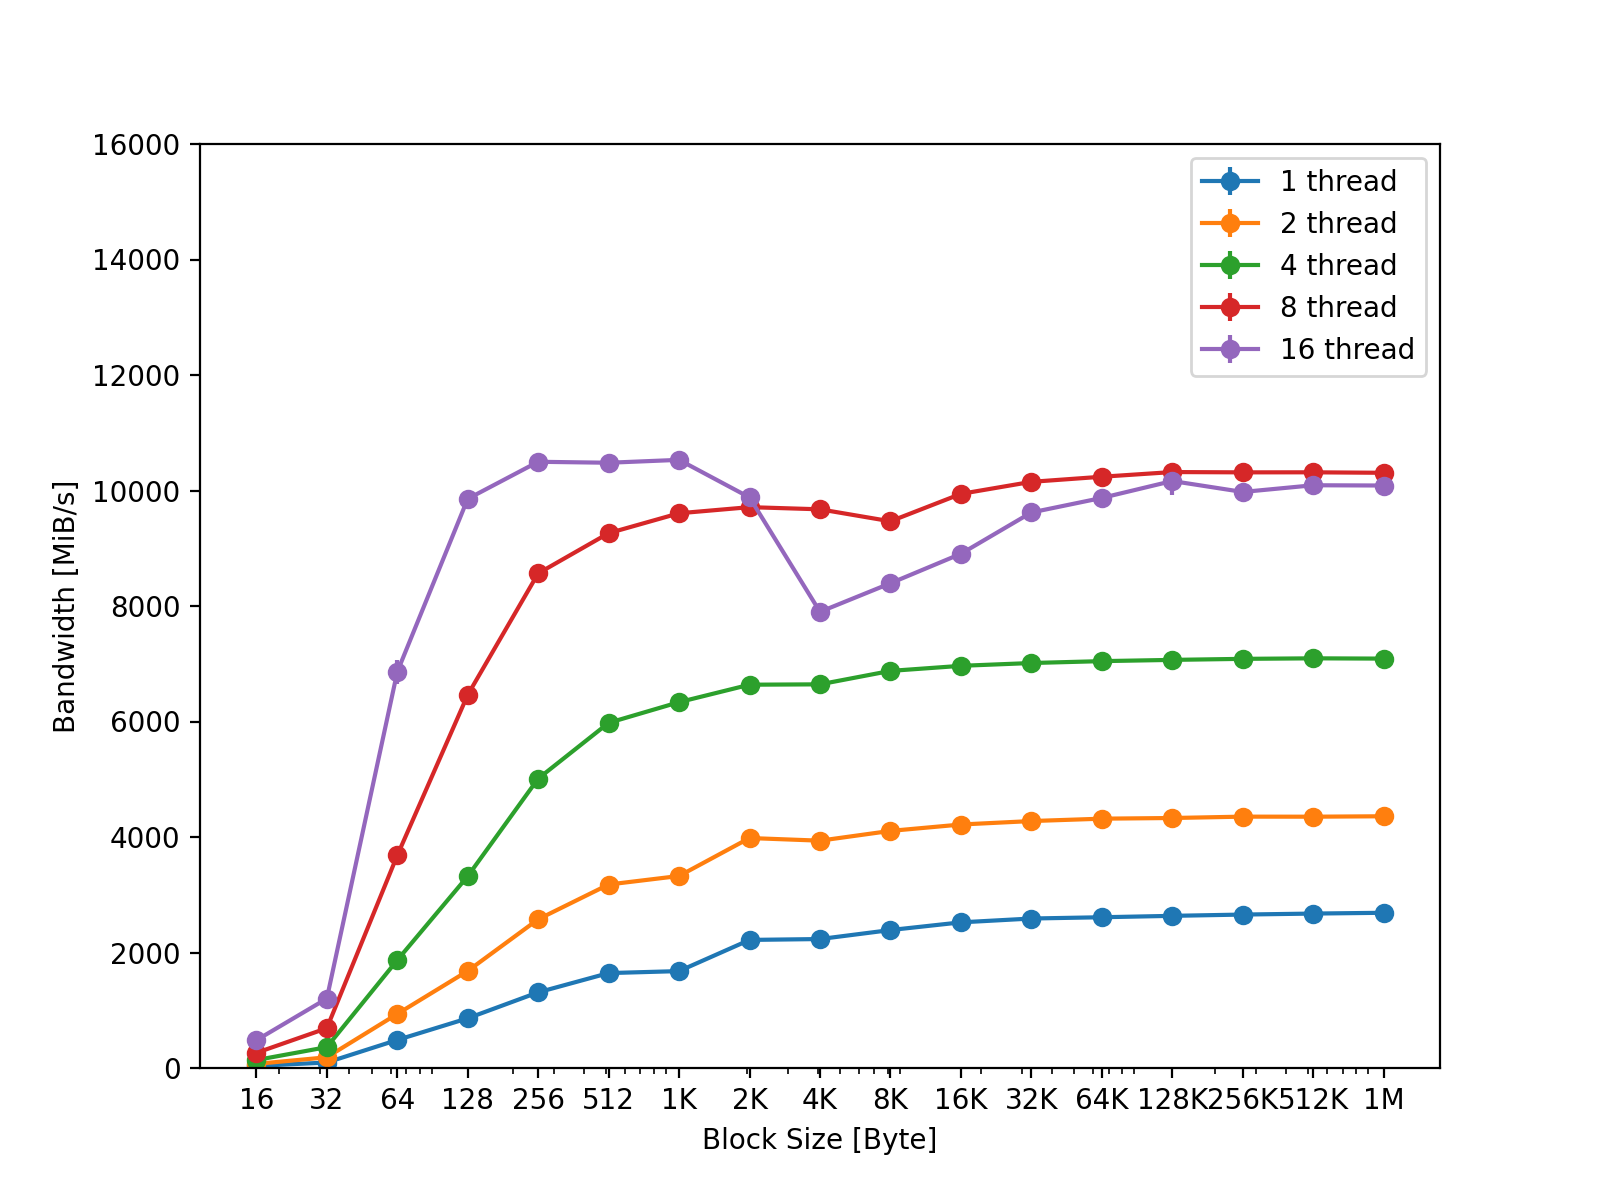 16000
14000
12000
10000
8000
6000
4000
2000
0
Bandwidth [MiB/s]
1 thread
2 thread
4 thread
8 thread
16 thread
16 32 64 128 256 512 1K 2K 4K 8K 16K 32K 64K 128K 256K 512K 1M
Block Size [Byte]